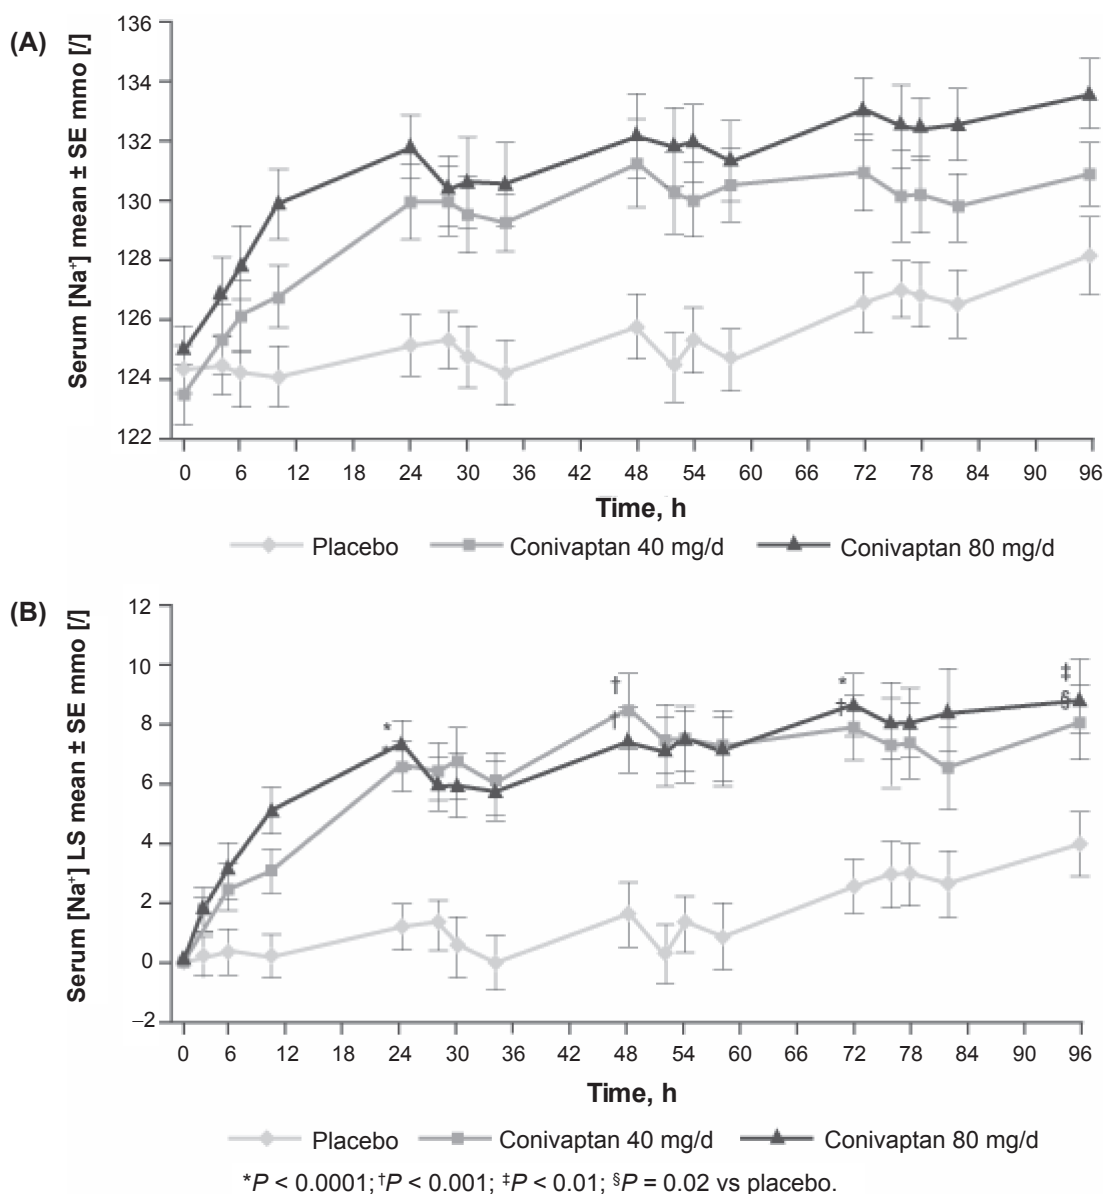 (A)
Serum [Na⁺] mean ± SE mmo [/]
136
134
132
130
128
126
124
122
0 6 12 18 24 30 36 42 48 54 60 66 72 78 84 90 96
Time, h
Placebo Conivaptan 40 mg/d Conivaptan 80 mg/d
(B)
Serum [Na⁺] LS mean ± SE mmo [/]
12
10
8
6
4
2
0
–2
* * † † * † ‡ §
0 6 12 24 30 36 42 48 54 60 66 72 78 84 90 96
Time, h
Placebo Conivaptan 40 mg/d Conivaptan 80 mg/d
*P < 0.0001; †P < 0.001; ‡P < 0.01; §P = 0.02 vs placebo.